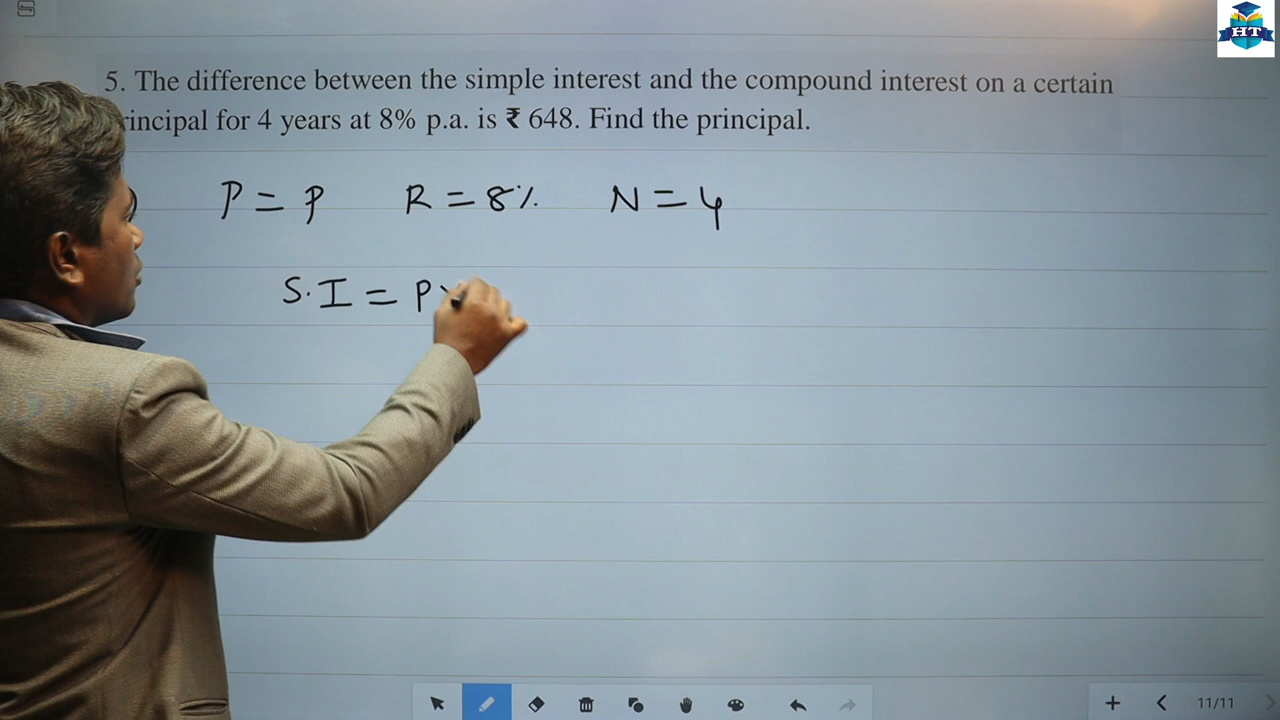 HT
5. The difference between the simple interest and the compound interest on a certain
rincipal for 4 years at 8% p.a. is ₹ 648. Find the principal.
P = P R = 8% N = 4
S.I = P
11/11